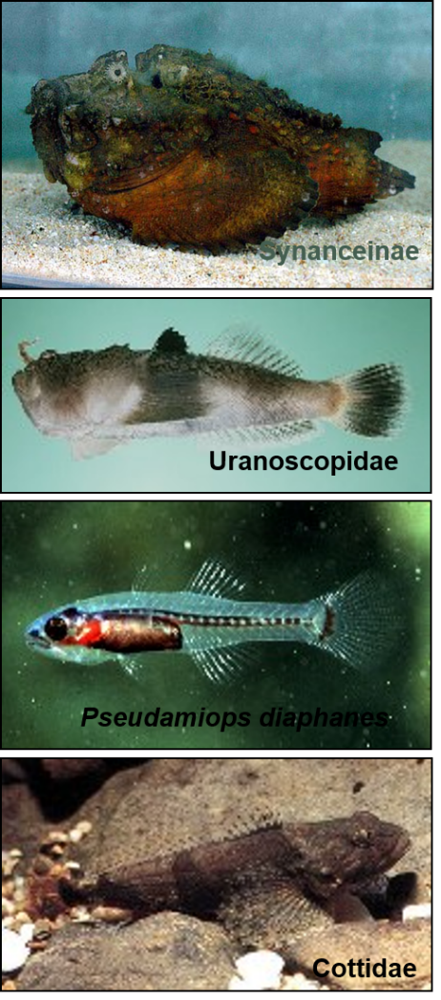 Synanceinae
Uranoscopidae
Pseudamiops diaphanes
Cottidae